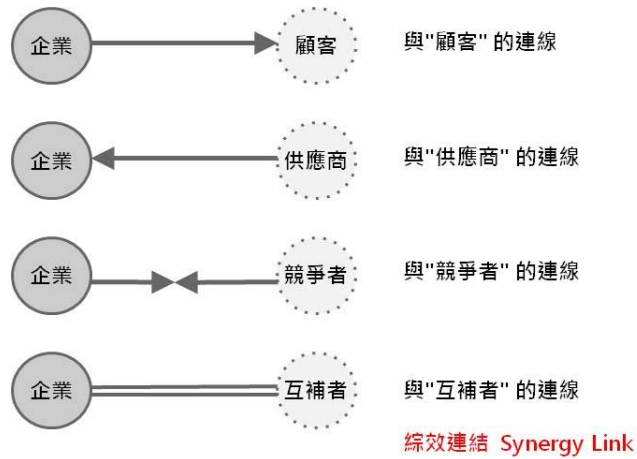 企業 顧客 與"顧客" 的連線
企業 供應商 與"供應商" 的連線
企業 競爭者 與"競爭者" 的連線
企業 互補者 與"互補者" 的連線
綜效連結 Synergy Link